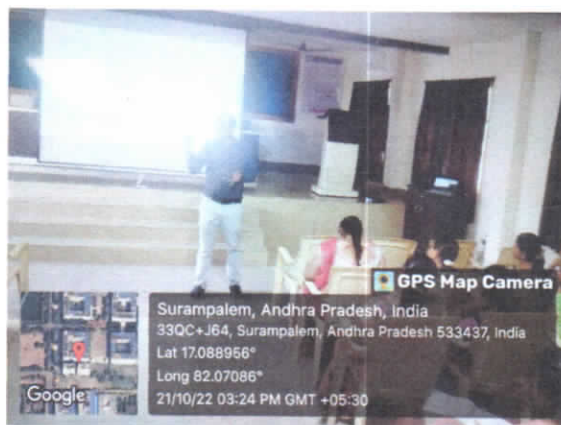 GPS Map Camera
Surampalem, Andhra Pradesh, India
33QC+J64, Surampalem, Andhra Pradesh 533437, India
Lat 17.088956°
Long 82.07086°
21/10/22 03:24 PM GMT +05:30
Google